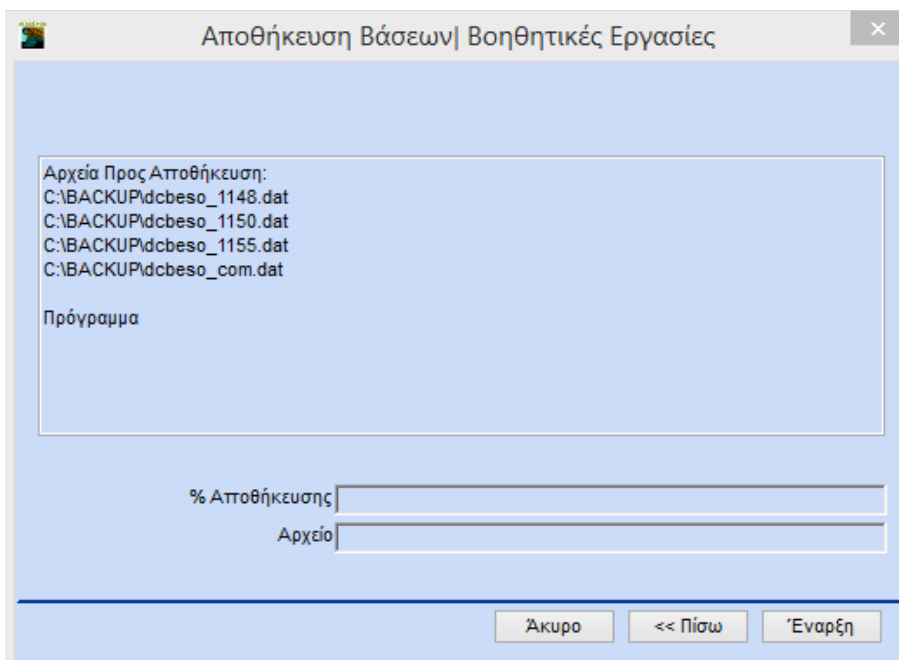 Αποθήκευση Βάσεων| Βοηθητικές Εργασίες
Αρχεία Προς Αποθήκευση:
C:\BACKUP\dcbeso_1148.dat
C:\BACKUP\dcbeso_1150.dat
C:\BACKUP\dcbeso_1155.dat
C:\BACKUP\dcbeso_com.dat
Πρόγραμμα
% Αποθήκευσης
Αρχείο
Άκυρο << Πίσω Έναρξη